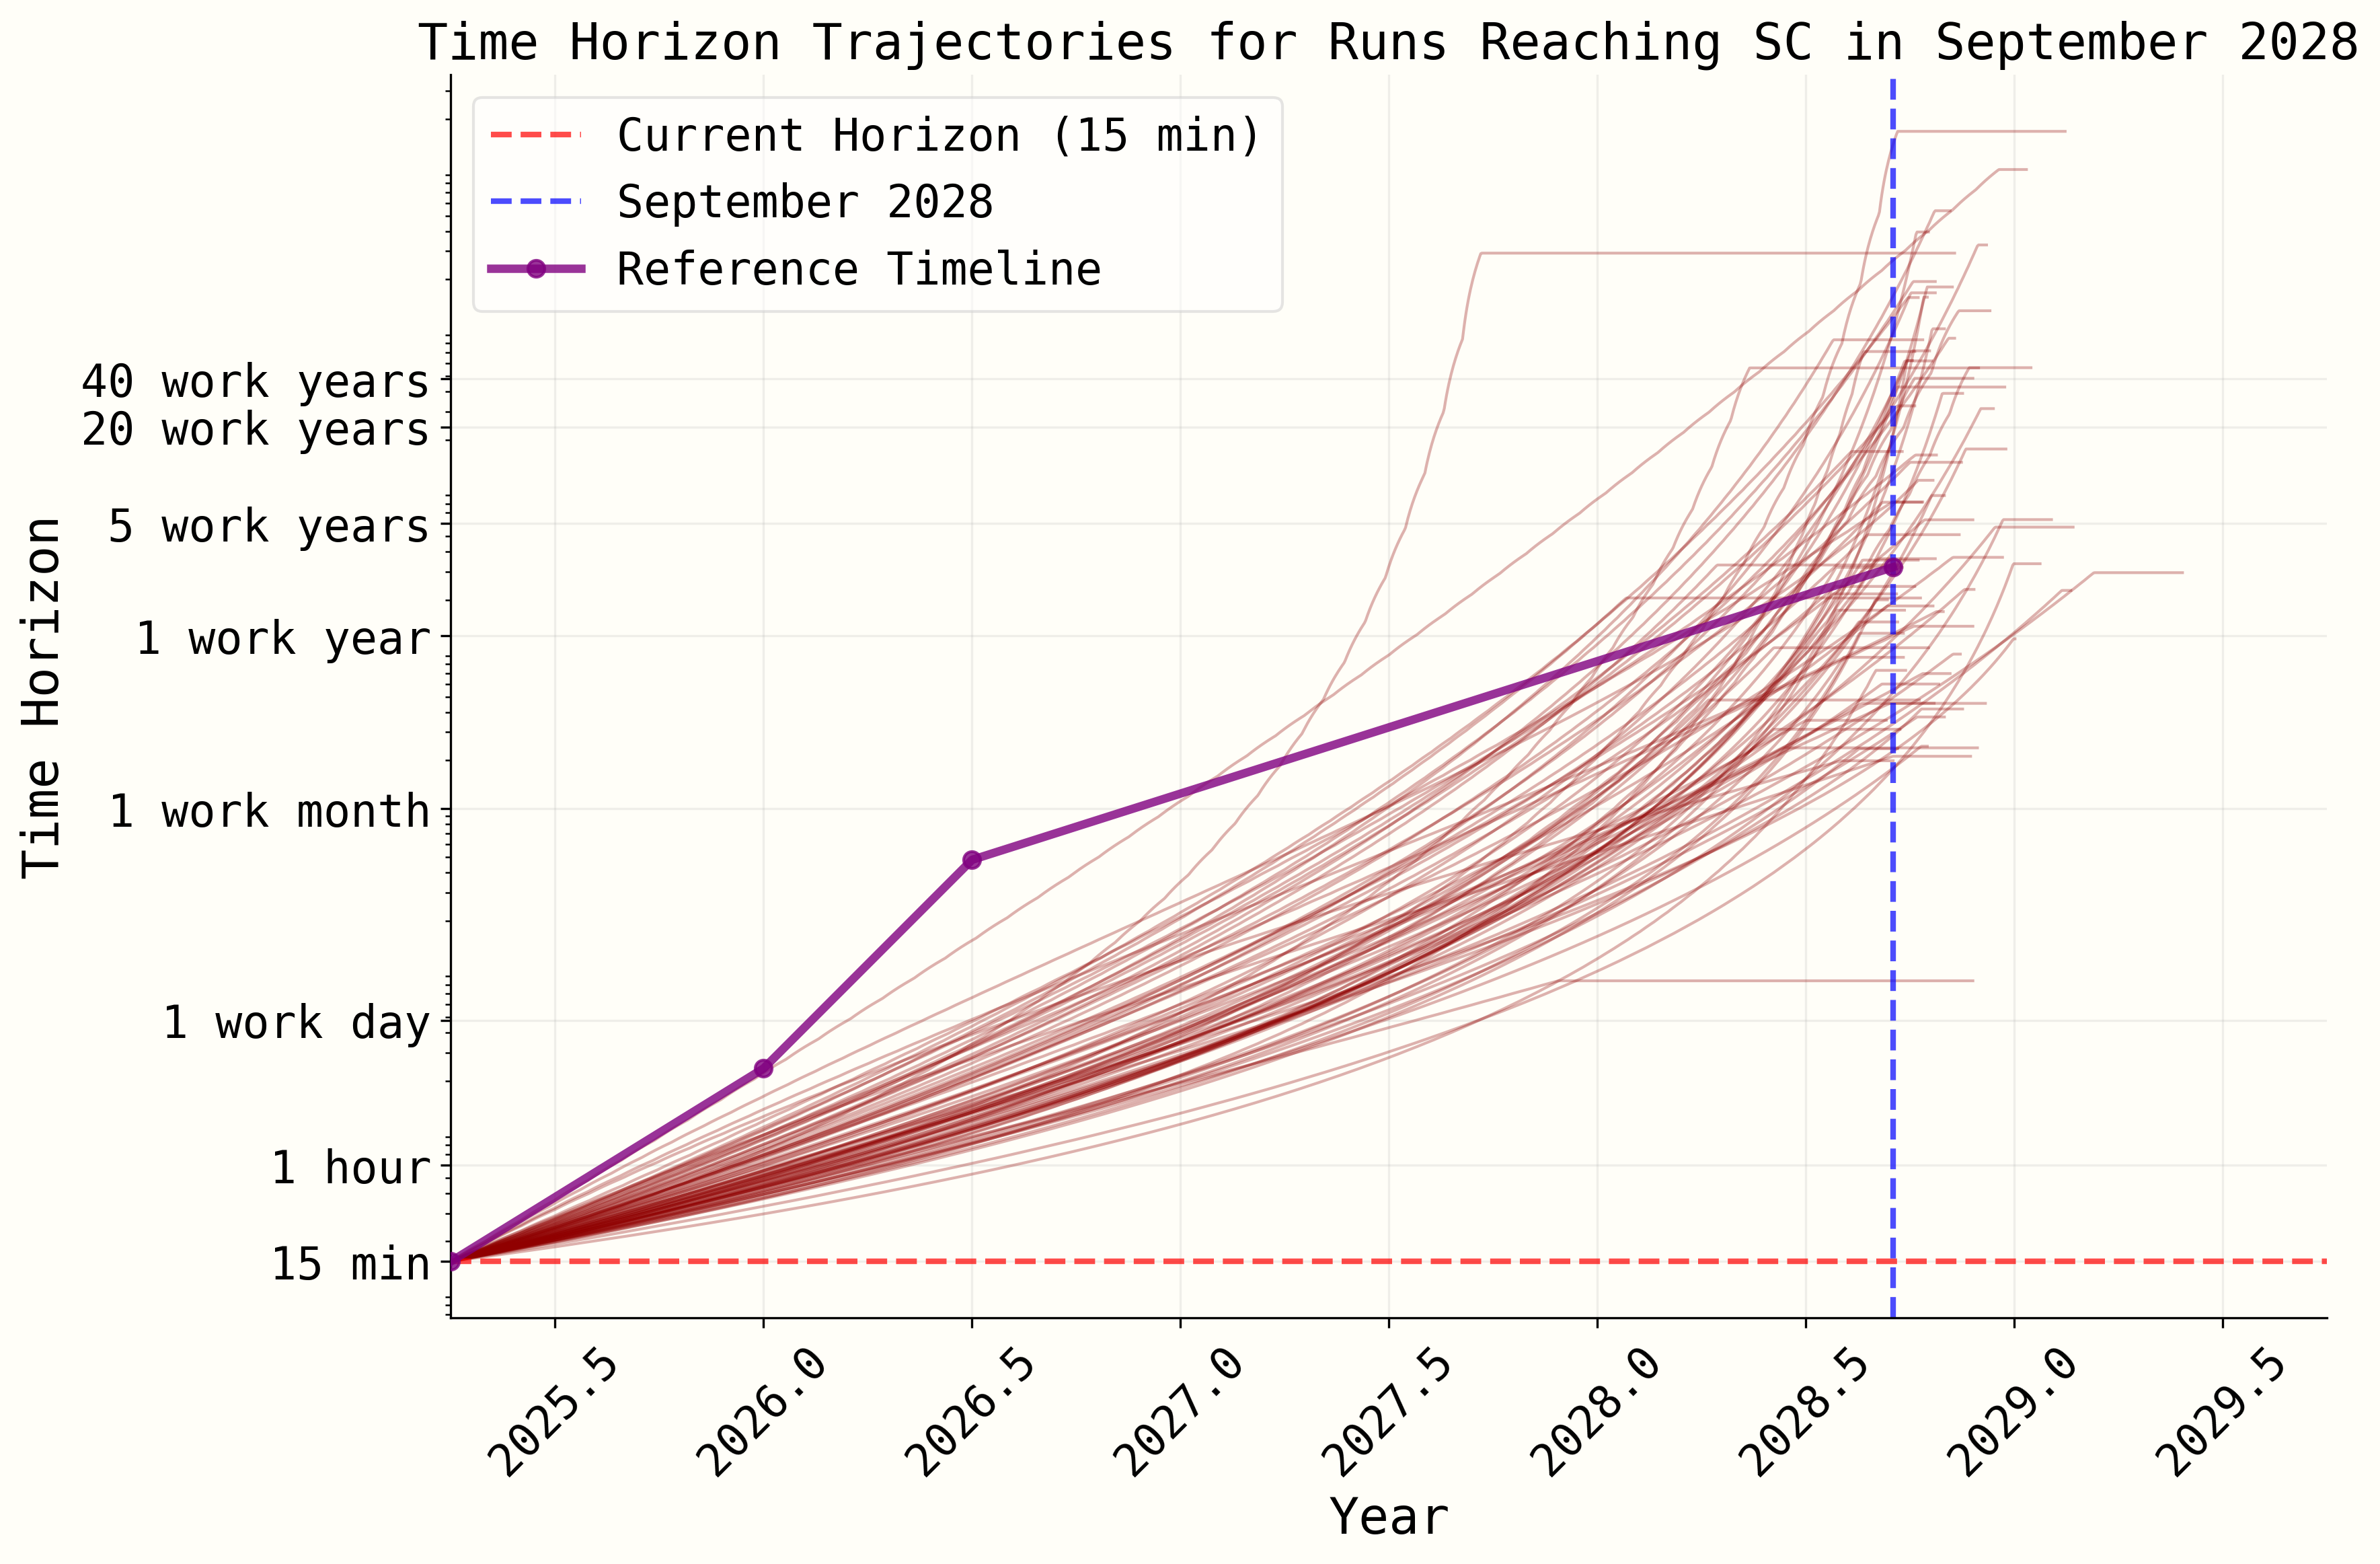 Time Horizon Trajectories for Runs Reaching SC in September 2028
Current Horizon (15 min)
September 2028
Reference Timeline
Time Horizon
40 work years
20 work years
5 work years
1 work year
1 work month
1 work day
1 hour
15 min
2025.5
2026.0
2026.5
2027.0
2027.5
2028.0
2028.5
2029.0
2029.5
Year